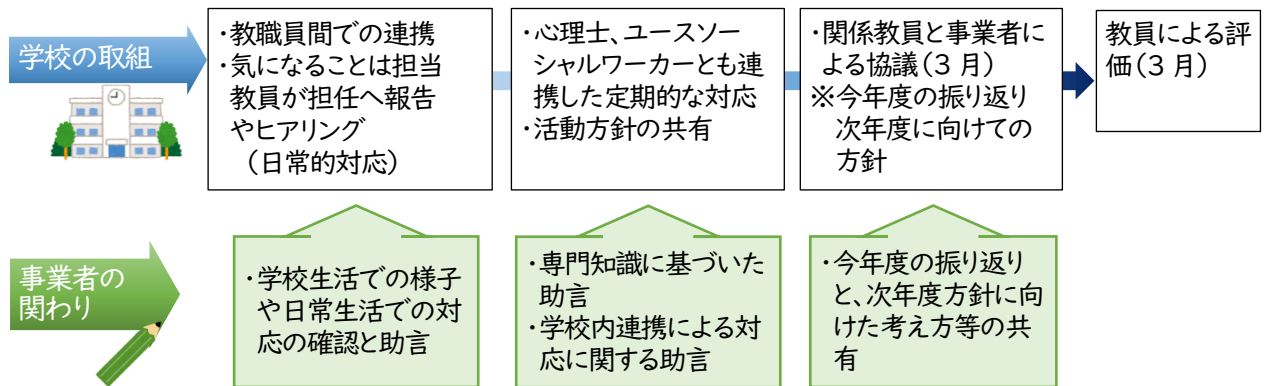 学校の取組
・教職員間での連携
・気になることは担当
教員が担任へ報告
やヒアリング
（日常的対応）
・心理士、ユースソー
シャルワーカーとも連
携した定期的な対応
・活動方針の共有
・関係教員と事業者に
よる協議（3 月）
※今年度の振り返り
次年度に向けての
方針
教員による評
価（3 月）
事業者の
関わり
・学校生活での様子
や日常生活での対
応の確認と助言
・専門知識に基づいた
助言
・学校内連携による対
応に関する助言
・今年度の振り返り
と、次年度方針に向
けた考え方等の共
有